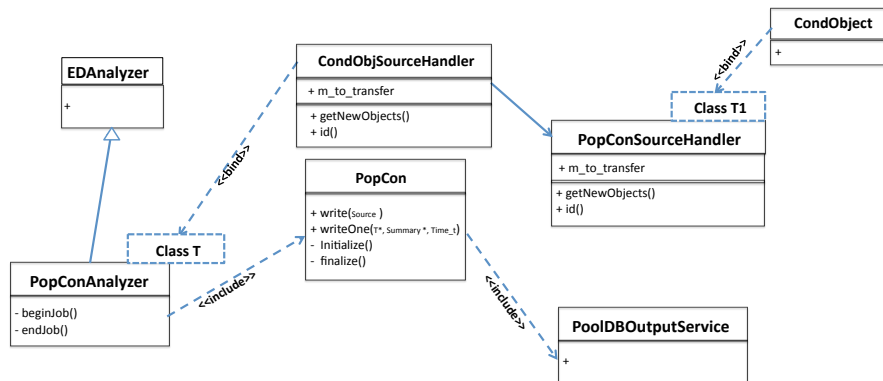 CondObject
+
<<bind>>
CondObjSourceHandler
+ m_to_transfer
+ getNewObjects()
+ id()
EDAnalyzer
+
Class T1
PopConSourceHandler
+ m_to_transfer
+ getNewObjects()
+ id()
<<bind>>
PopCon
+ write(Source )
+ writeOne(T*, Summary *, Time_t)
- Initialize()
- finalize()
Class T
PopConAnalyzer
- beginJob()
- endJob()
<<include>>
<<include>>
PoolDBOutputService
+